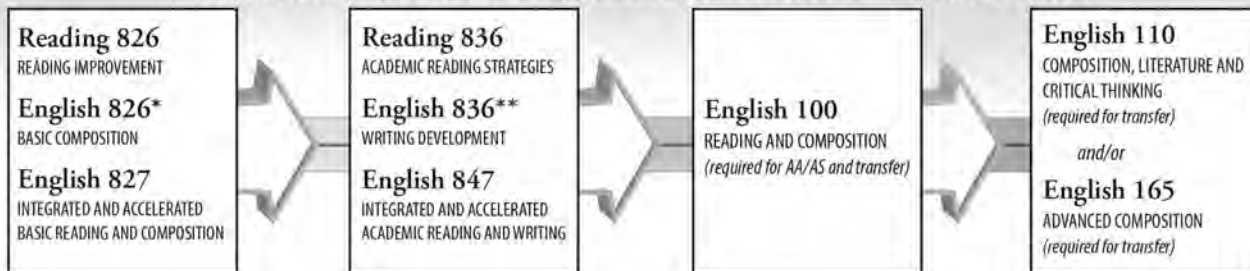 Reading 826
READING IMPROVEMENT
English 826*
BASIC COMPOSITION
English 827
INTEGRATED AND ACCELERATED
BASIC READING AND COMPOSITION
Reading 836
ACADEMIC READING STRATEGIES
English 836**
WRITING DEVELOPMENT
English 847
INTEGRATED AND ACCELERATED
ACADEMIC READING AND WRITING
English 100
READING AND COMPOSITION
(required for AA/AS and transfer)
English 110
COMPOSITION, LITERATURE AND
CRITICAL THINKING
(required for transfer)
and/or
English 165
ADVANCED COMPOSITION
(required for transfer)